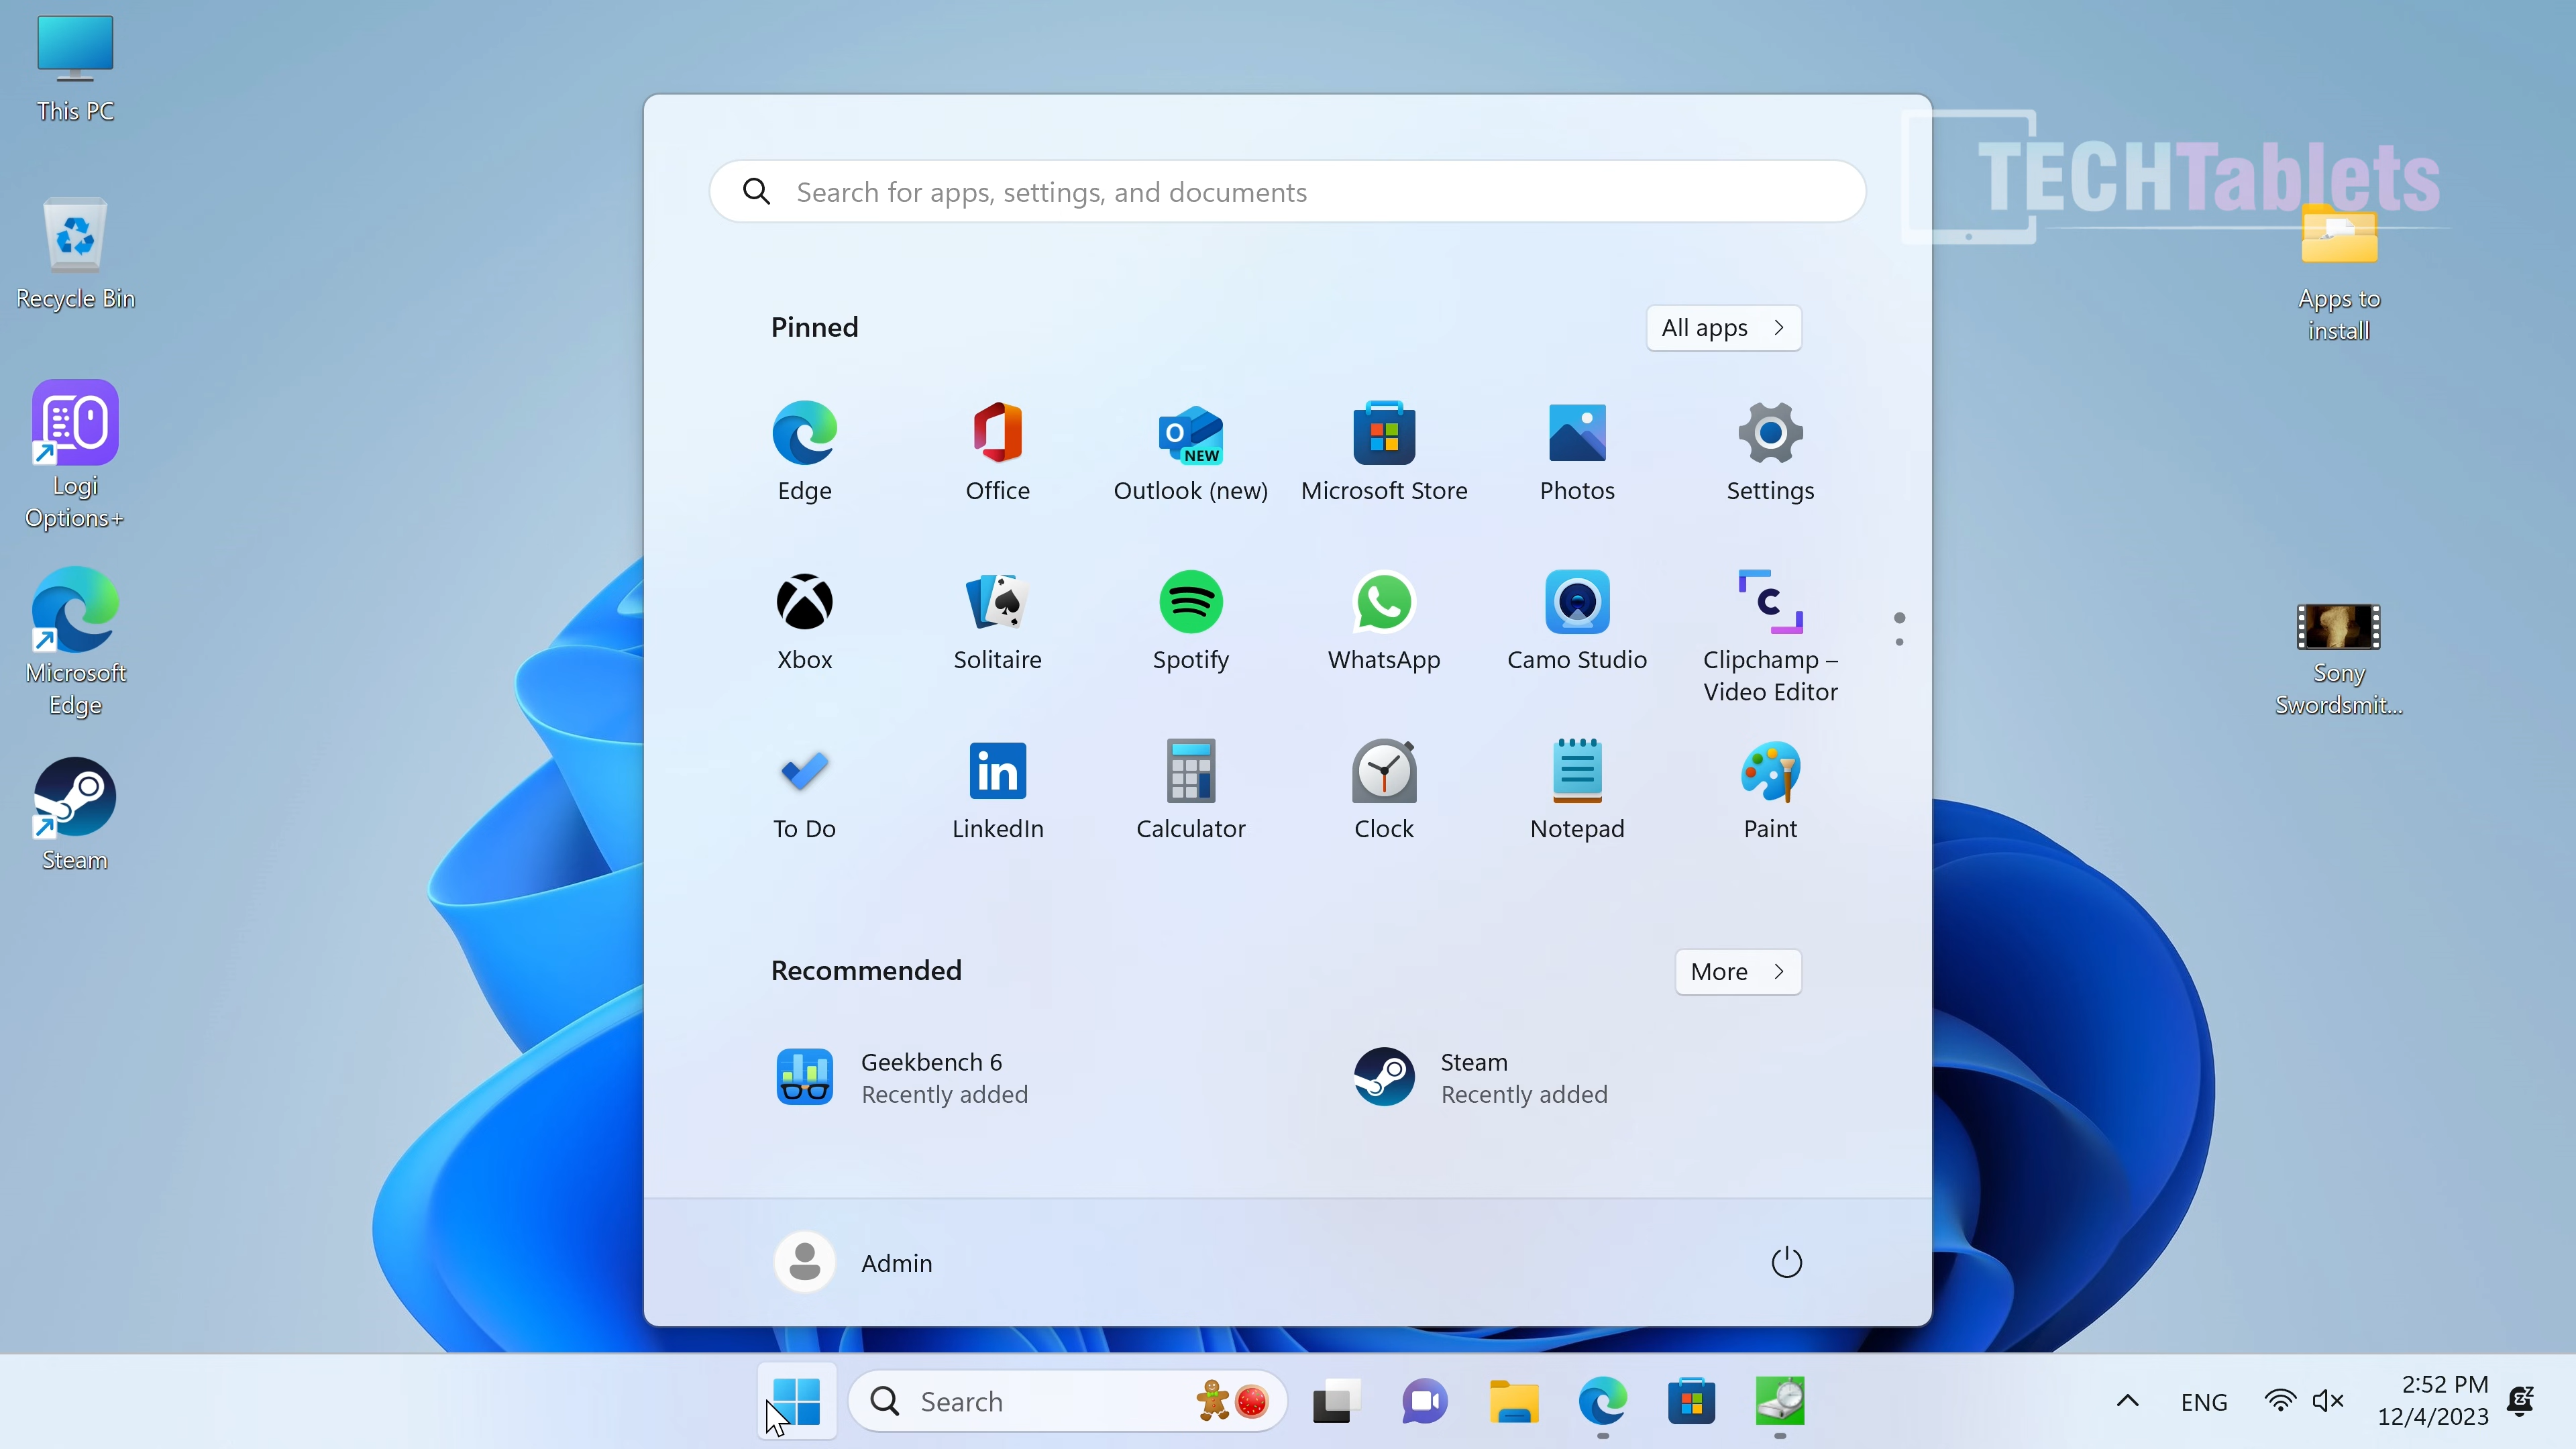 This PC
Recycle Bin
Logi
Options+
Microsoft
Edge
Steam
TECHTablets
Apps to
install
Sony
Swordsmit...
Search for apps, settings, and documents
Pinned
All apps
Edge
Office
O
NEW
Outlook (new)
Microsoft Store
Photos
Settings
Xbox
Solitaire
Spotify
WhatsApp
Camo Studio
C
Clipchamp –
Video Editor
To Do
in
LinkedIn
Calculator
Clock
Notepad
Paint
Recommended
More
Geekbench 6
Recently added
Steam
Recently added
Admin
Search
ENG
2:52 PM
12/4/2023